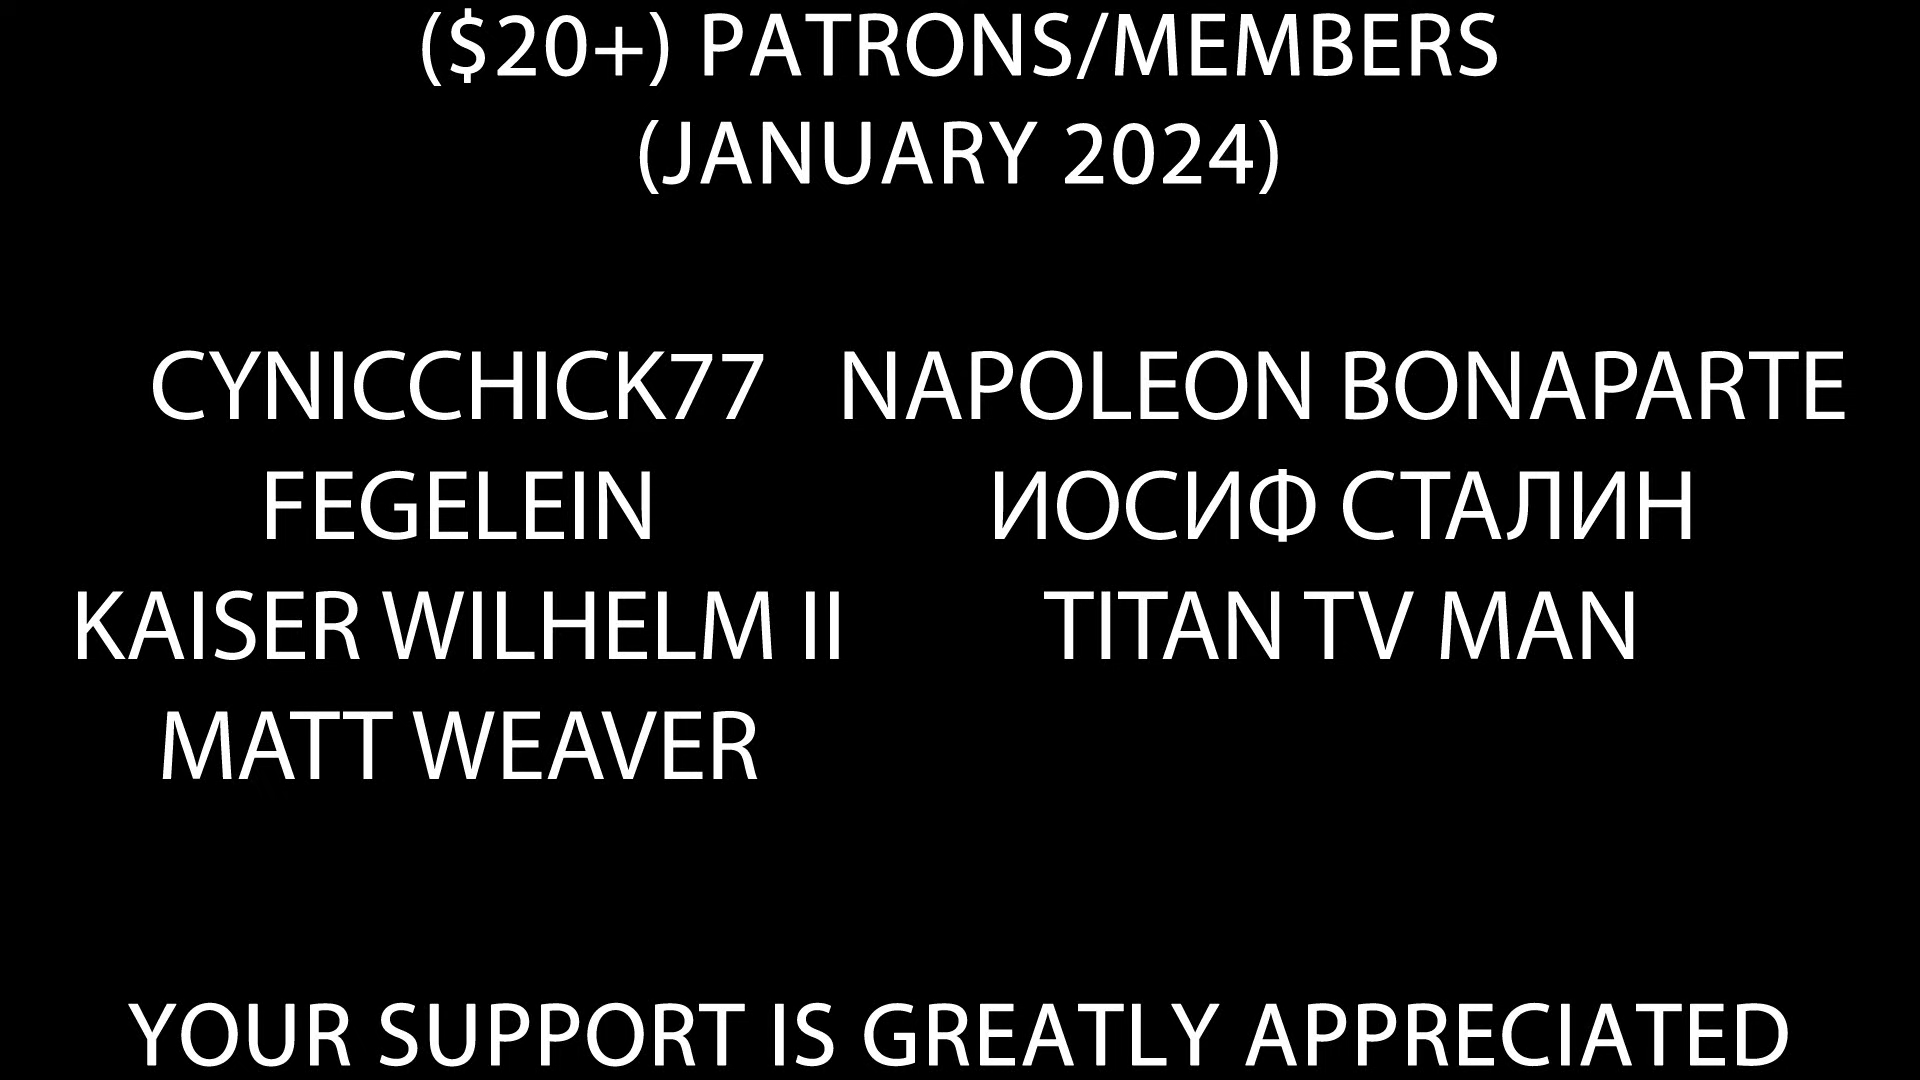 ($20+) PATRONS/MEMBERS
(JANUARY 2024)
CYNICCHICK77
FEGELEIN
KAISER WILHELM II
MATT WEAVER
NAPOLEON BONAPARTE
ИОСИФ СТАЛИН
TITAN TV MAN
YOUR SUPPORT IS GREATLY APPRECIATED